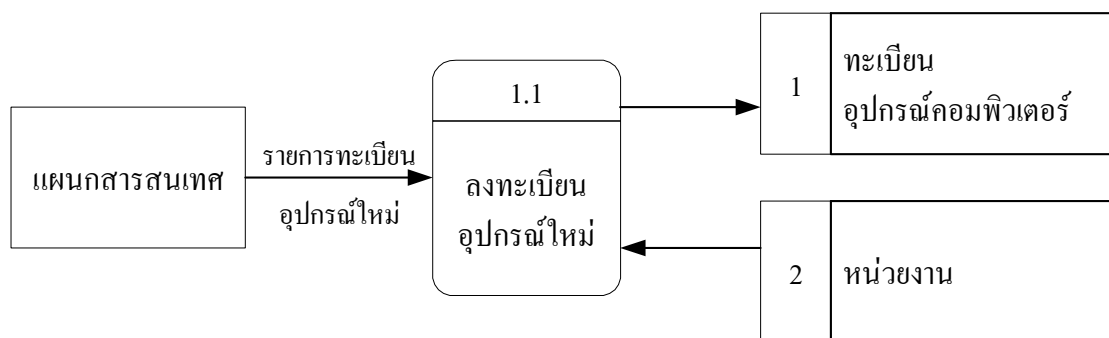 แผนกสารสนเทศ
รายการทะเบียน
อุปกรณ์ใหม่
1.1
ลงทะเบียน
อุปกรณ์ใหม่
1
ทะเบียน
อุปกรณ์คอมพิวเตอร์
2
หน่วยงาน